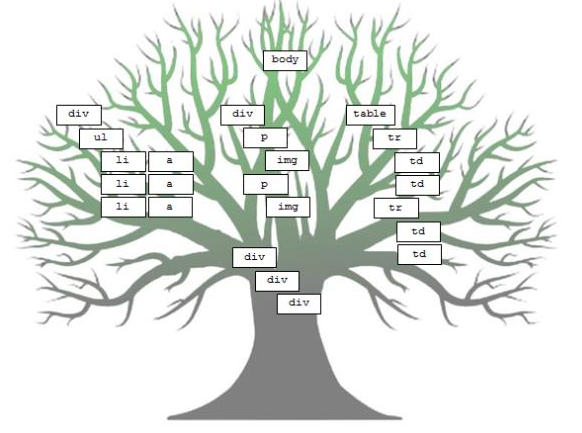 body
div div table
ul p tr
li a img td
li a p td
li a img tr
td
div td
div
div